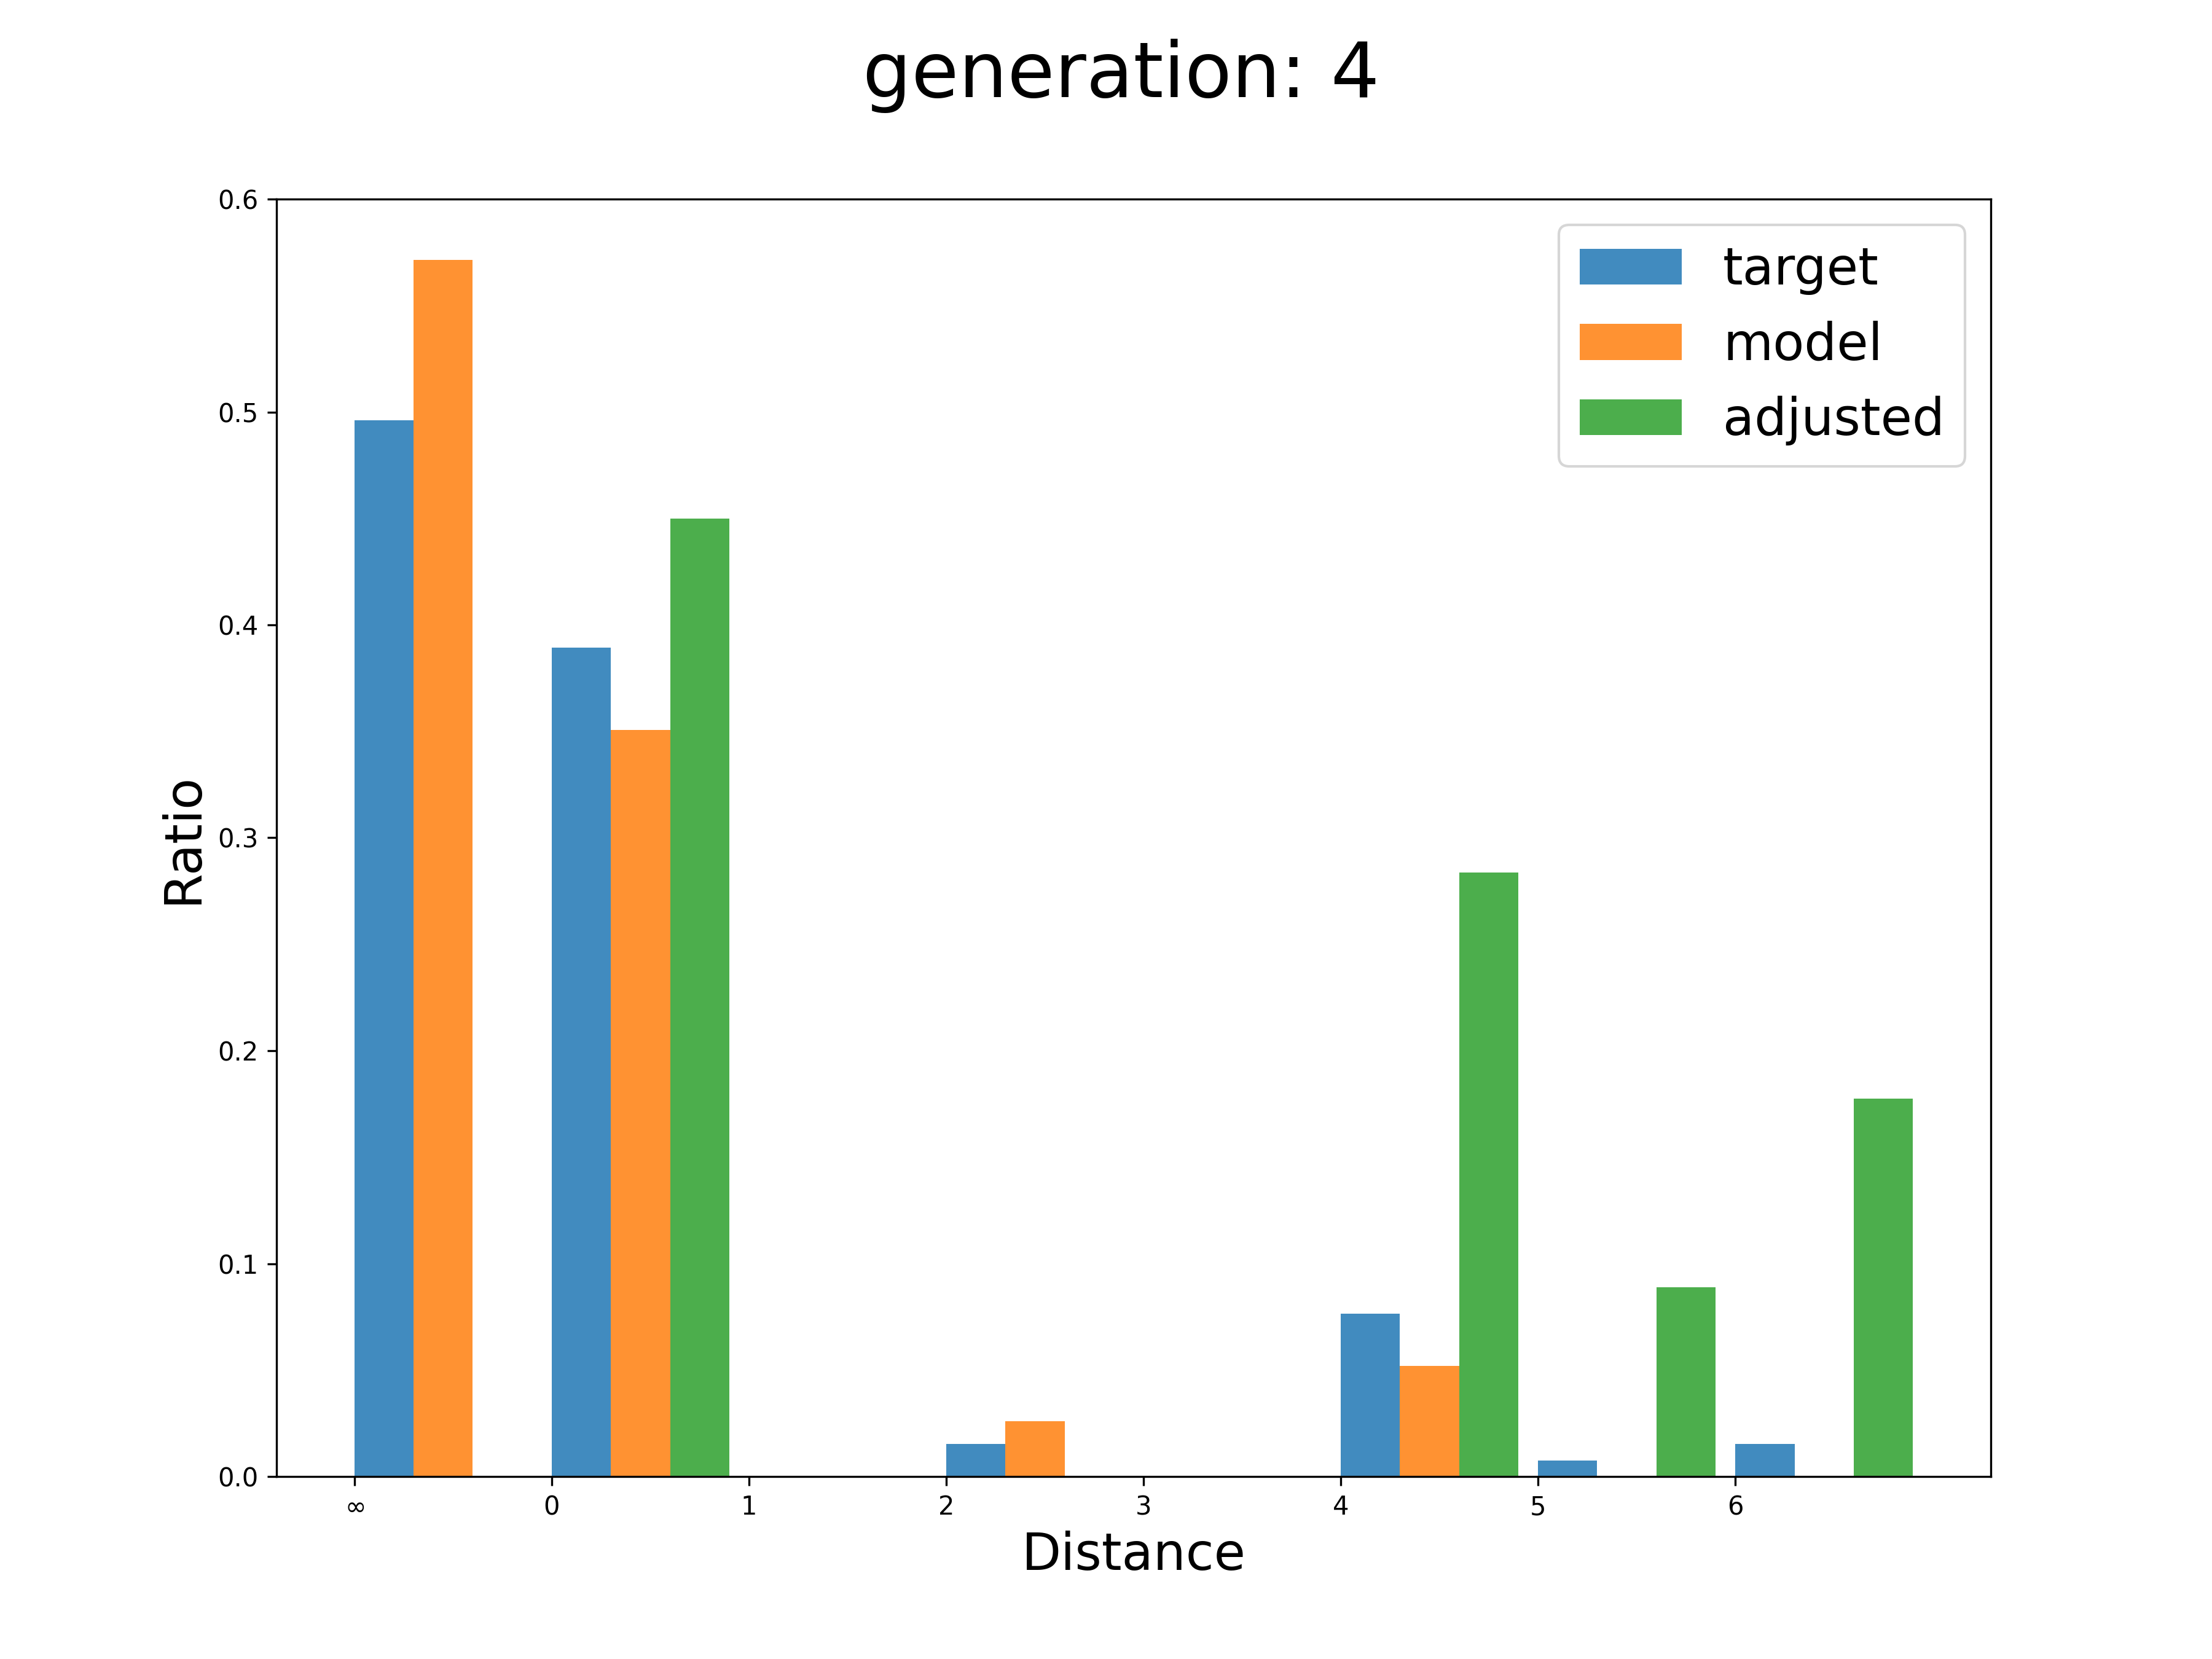 generation: 4
target
model
adjusted
Ratio
0.6
0.5
0.4
0.3
0.2
0.1
0.0
∞ 0 1 2 3 4 5 6
Distance